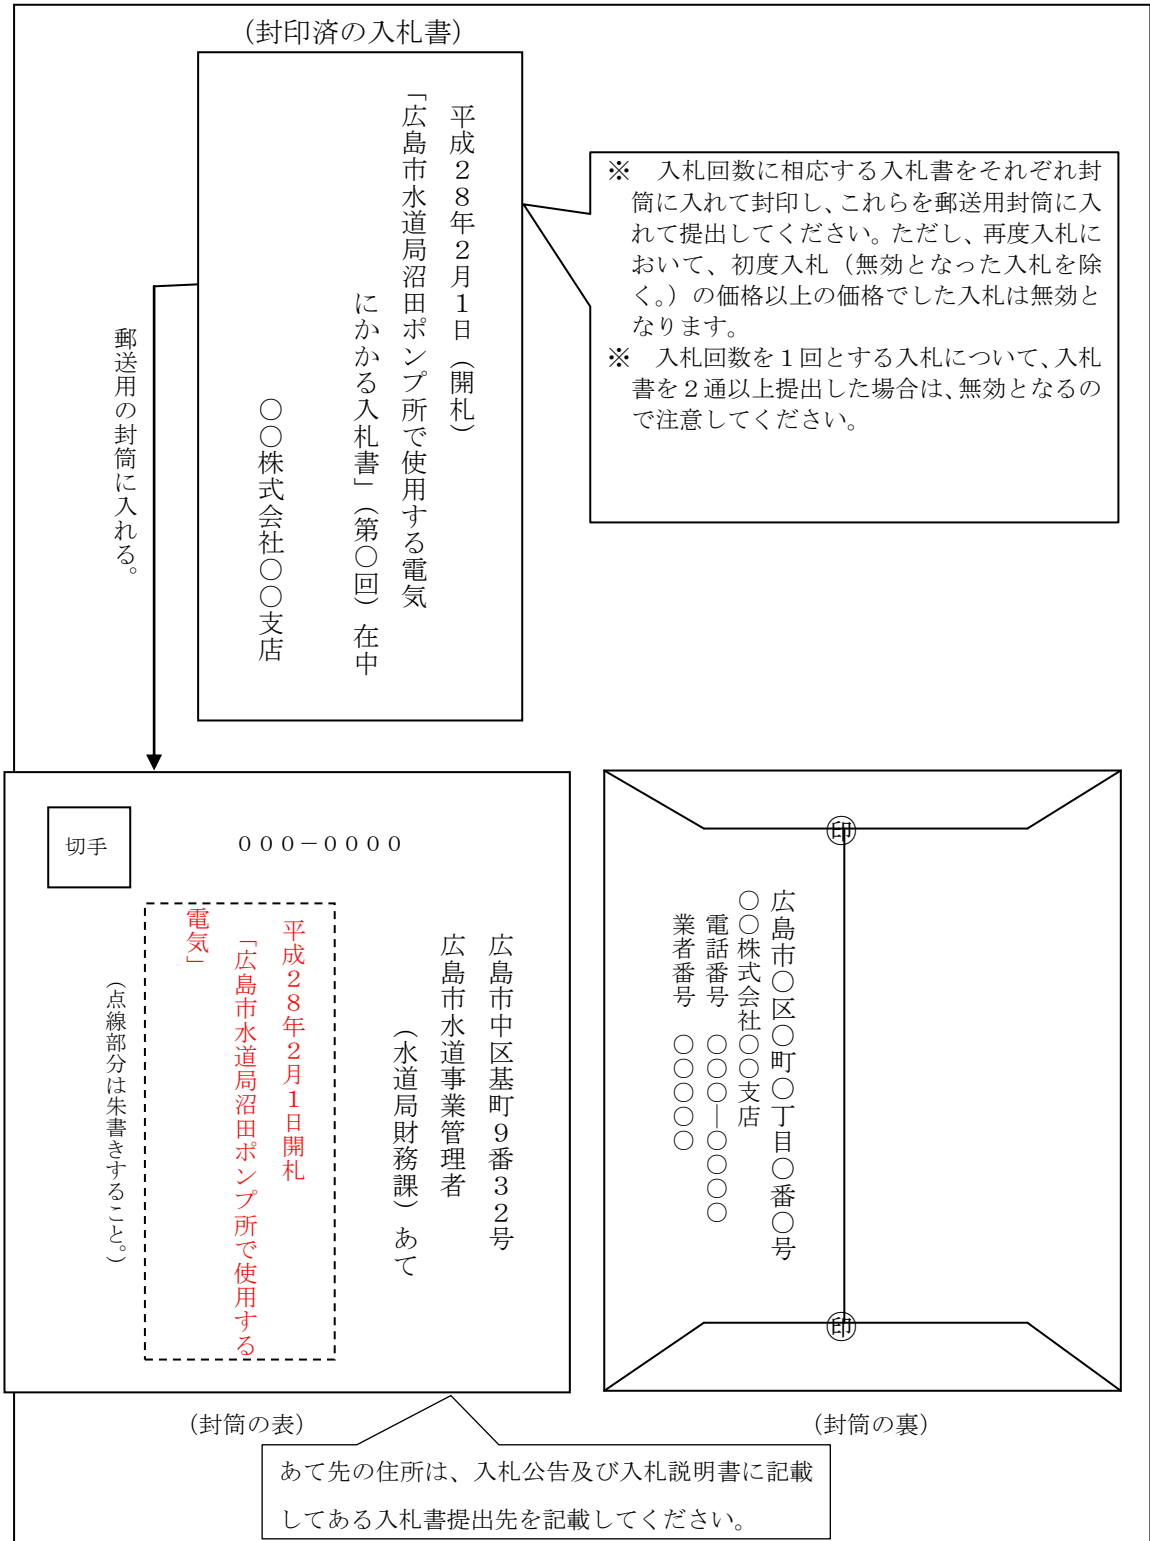 (封印済の入札書)
平成２８年２月１日（開札）
「広島市水道局沼田ポンプ所で使用する電気
にかかる入札書」（第〇回）在中
〇〇株式会社〇〇支店
※　入札回数に相応する入札書をそれぞれ封
筒に入れて封印し、これらを郵送用封筒に入
れて提出してください。ただし、再度入札に
おいて、初度入札（無効となった入札を除
く。）の価格以上の価格でした入札は無効と
なります。
※　入札回数を１回とする入札について、入札
書を２通以上提出した場合は、無効となるの
で注意してください。
郵送用の封筒に入れる。
切手
０００－００００
広島市中区基町９番３２号
広島市水道事業管理者
（水道局財務課）あて
平成２８年２月１日開札
「広島市水道局沼田ポンプ所で使用する
電気」
（点線部分は朱書きすること。）
(封筒の表)
㊞
広島市〇区〇町〇丁目〇番〇号
〇〇株式会社〇〇支店
電話番号　〇〇〇―〇〇〇〇
業者番号　〇〇〇〇〇
㊞
(封筒の裏)
あて先の住所は、入札公告及び入札説明書に記載
してある入札書提出先を記載してください。